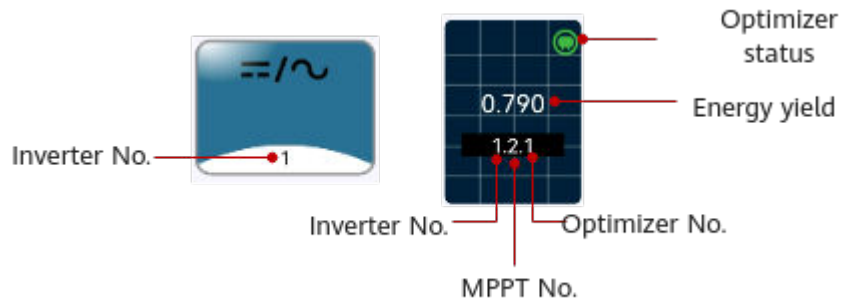 Optimizer
status
=/~
0.790
Energy yield
Inverter No.
1
1.2.1
Inverter No.
Optimizer No.
MPPT No.